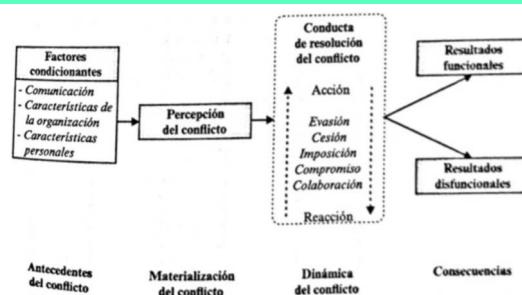 Factores
condicionantes
- Comunicación
- Características de
la organización
- Características
personales
Percepción
del conflicto
Conducta
de resolución
del conflicto
Acción
Evasión
Cesión
Imposición
Compromiso
Colaboración
Reacción
Resultados
funcionales
Resultados
disfuncionales
Antecedentes
del conflicto
Materialización
del conflicto
Dinámica
del conflicto
Consecuencias